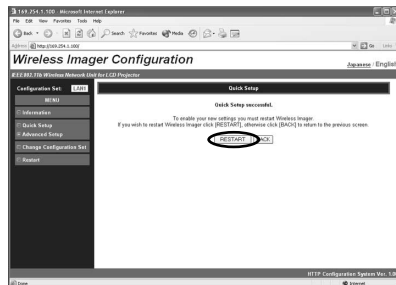 169.254.1.100 - Microsoft Internet Explorer
File Edit View Favorites Tools Help
Back Search Favorites Media
Address http://169.254.1.100/ Go Links
Wireless Imager Configuration
Japanese / English
IEEE802.11b Wireless Network Unit for LCD Projector
Configuration Set: LAB1
Quick Setup
MENU
Information
Quick Setup
Advanced Setup
Change Configuration Set
Restart
Quick Setup successful.
To enable your new settings you must restart Wireless Imager.
If you wish to restart Wireless Imager click [RESTART], otherwise click [BACK] to return to the previous screen.
RESTART BACK
HTTP Configuration System Ver. 1.0
Done Internet